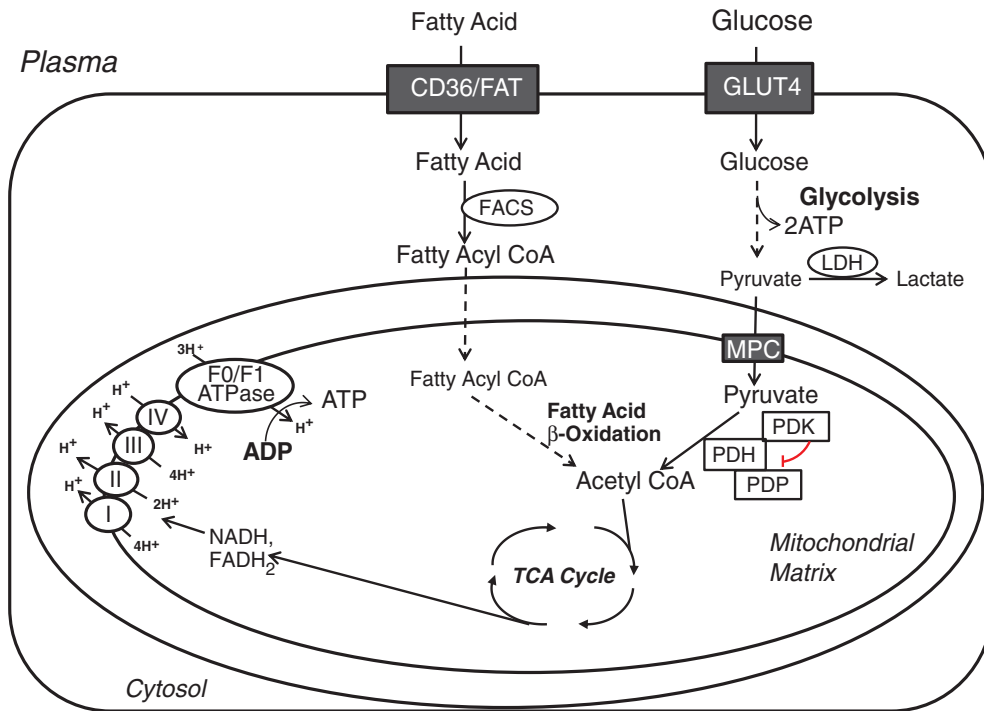 Fatty Acid
Glucose
Plasma
CD36/FAT
GLUT4
Fatty Acid
Glucose
FACS
Glycolysis
2ATP
Fatty Acyl CoA
Pyruvate
LDH
Lactate
MPC
3H⁺
F0/F1
ATPase
H⁺
ATP
ADP
Fatty Acyl CoA
Pyruvate
H⁺
IV
H⁺
H⁺
III
4H+
H⁺
II
2H+
H⁺
I
4H+
Fatty Acid
β-Oxidation
PDK
PDH
PDP
Acetyl CoA
NADH,
FADH₂
TCA Cycle
Mitochondrial
Matrix
Cytosol